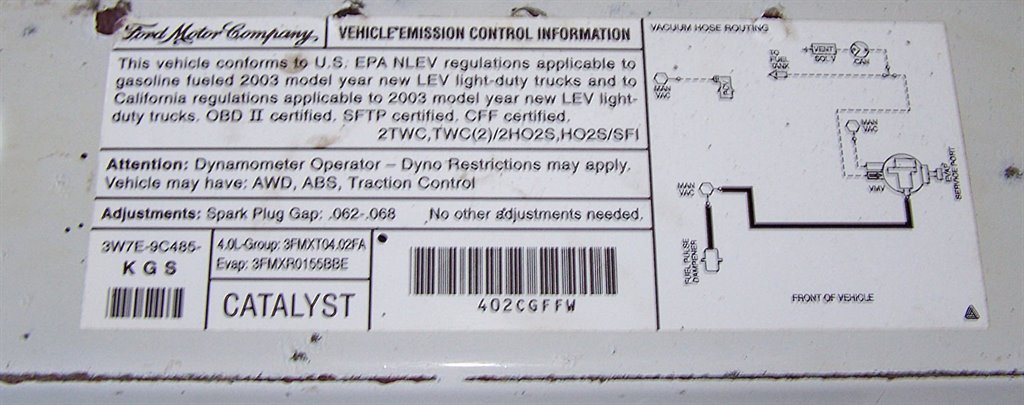 Ford Motor Company,
VEHICLE EMISSION CONTROL INFORMATION
This vehicle conforms to U.S. EPA NLEV regulations applicable to
gasoline fueled 2003 model year new LEV light-duty trucks and to
California regulations applicable to 2003 model year new LEV light-
duty trucks. OBD II certified. SFTP certified. CFF certified.
2TWC,TWC(2)/2HO2S,HO2S/SFI
Attention: Dynamometer Operator – Dyno Restrictions may apply.
Vehicle may have: AWD, ABS, Traction Control
Adjustments: Spark Plug Gap: .062-.068 No other adjustments needed.
3W7E-9C485-
KGS
4.0L-Group: 3FMXT04.02FA
Evap: 3FMXR0155BBE
CATALYST
402CGFFW
VACUUM HOSE ROUTING
TO
FUEL
TANK
VENT
SOLV
CAN
MAN
VAC
PCV
MAN
VAC
VMV
EVAP
SERVICE PORT
MAN
VAC
FUEL PULSE
DAMPENER
FRONT OF VEHICLE